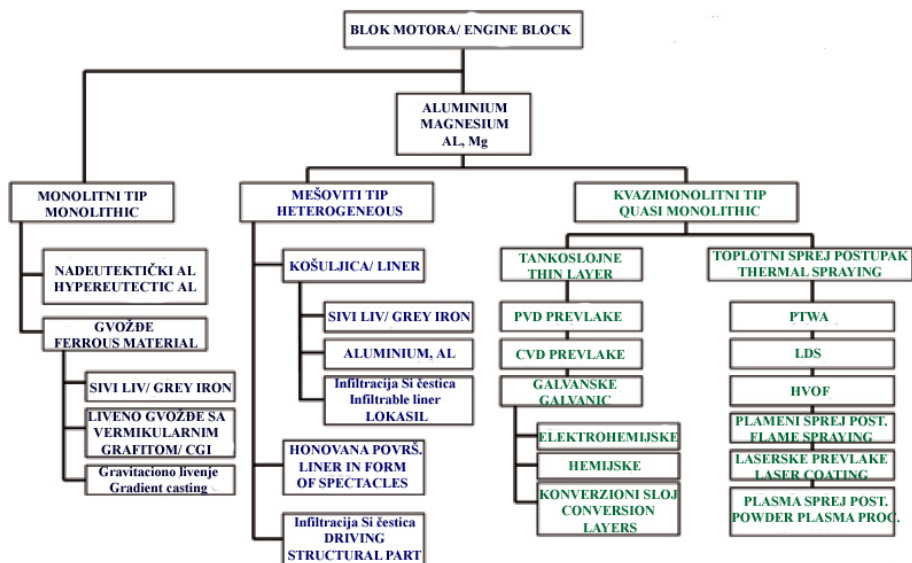 BLOK MOTORA/ ENGINE BLOCK
ALUMINIUM
MAGNESIUM
AL, Mg
MONOLITNI TIP
MONOLITHIC
NADEUTEKTIČKI AL
HYPEREUTECTIC AL
GVOŽĐE
FERROUS MATERIAL
SIVI LIV/ GREY IRON
LIVENO GVOŽĐE SA
VERMIKULARNIM
GRAFITOM/ CGI
Gravitaciono livenje
Gradient casting
MEŠOVITI TIP
HETEROGENEOUS
KOŠULJICA/ LINER
SIVI LIV/ GREY IRON
ALUMINIUM, AL
Infiltracija Si čestica
Infiltrable liner
LOKASIL
HONOVANA POVRŠ.
LINER IN FORM
OF SPECTACLES
Infiltracija Si čestica
DRIVING
STRUCTURAL PART
KVAZIMONOLITNI TIP
QUASI MONOLITHIC
TANKOSLOJNE
THIN LAYER
PVD PREVLAKE
CVD PREVLAKE
GALVANSKE
GALVANIC
ELEKTROHEMIJSKE
HEMIJSKE
KONVERZIONI SLOJ
CONVERSION
LAYERS
TOPLOTNI SPREJ POSTUPAK
THERMAL SPRAYING
PTWA
LDS
HVOF
PLAMENI SPREJ POST.
FLAME SPRAYING
LASERSKE PREVLAKE
LASER COATING
PLASMA SPREJ POST.
POWDER PLASMA PROC.